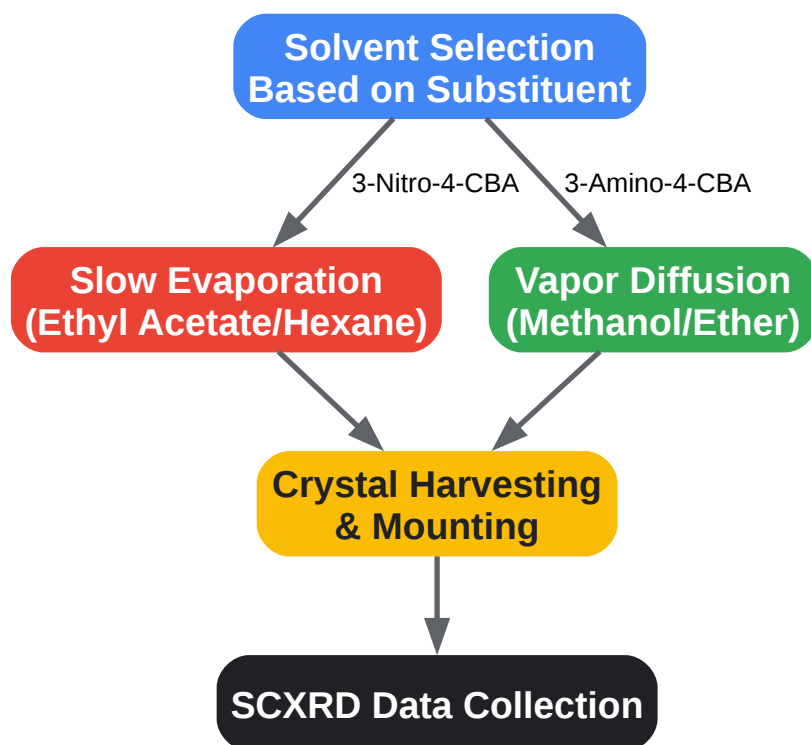 Solvent Selection
Based on Substituent
3-Nitro-4-CBA
3-Amino-4-CBA
Slow Evaporation
(Ethyl Acetate/Hexane)
Vapor Diffusion
(Methanol/Ether)
Crystal Harvesting
& Mounting
SCXRD Data Collection